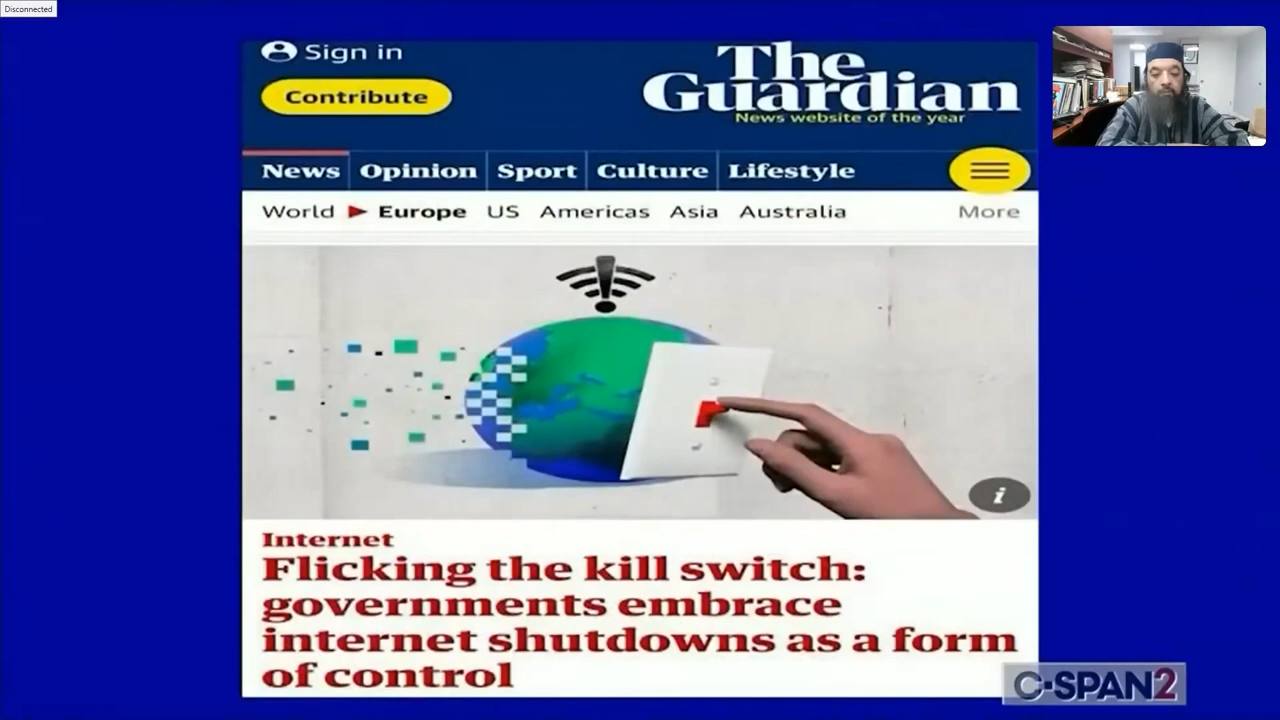 Disconnected
Sign in
Contribute
The
Guardian
News website of the year
News
Opinion
Sport
Culture
Lifestyle
World
Europe
US
Americas
Asia
Australia
More
i
Internet
Flicking the kill switch:
governments embrace
internet shutdowns as a form
of control
C-SPAN2